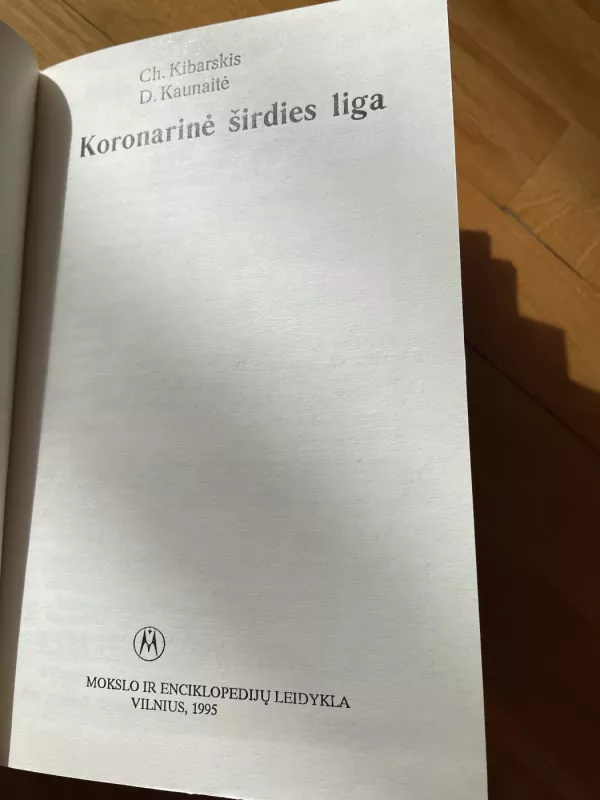 Ch. Kibarskis
D. Kaunaitė
Koronarinė širdies liga
MOKSLO IR ENCIKLOPEDIJŲ LEIDYKLA
VILNIUS, 1995